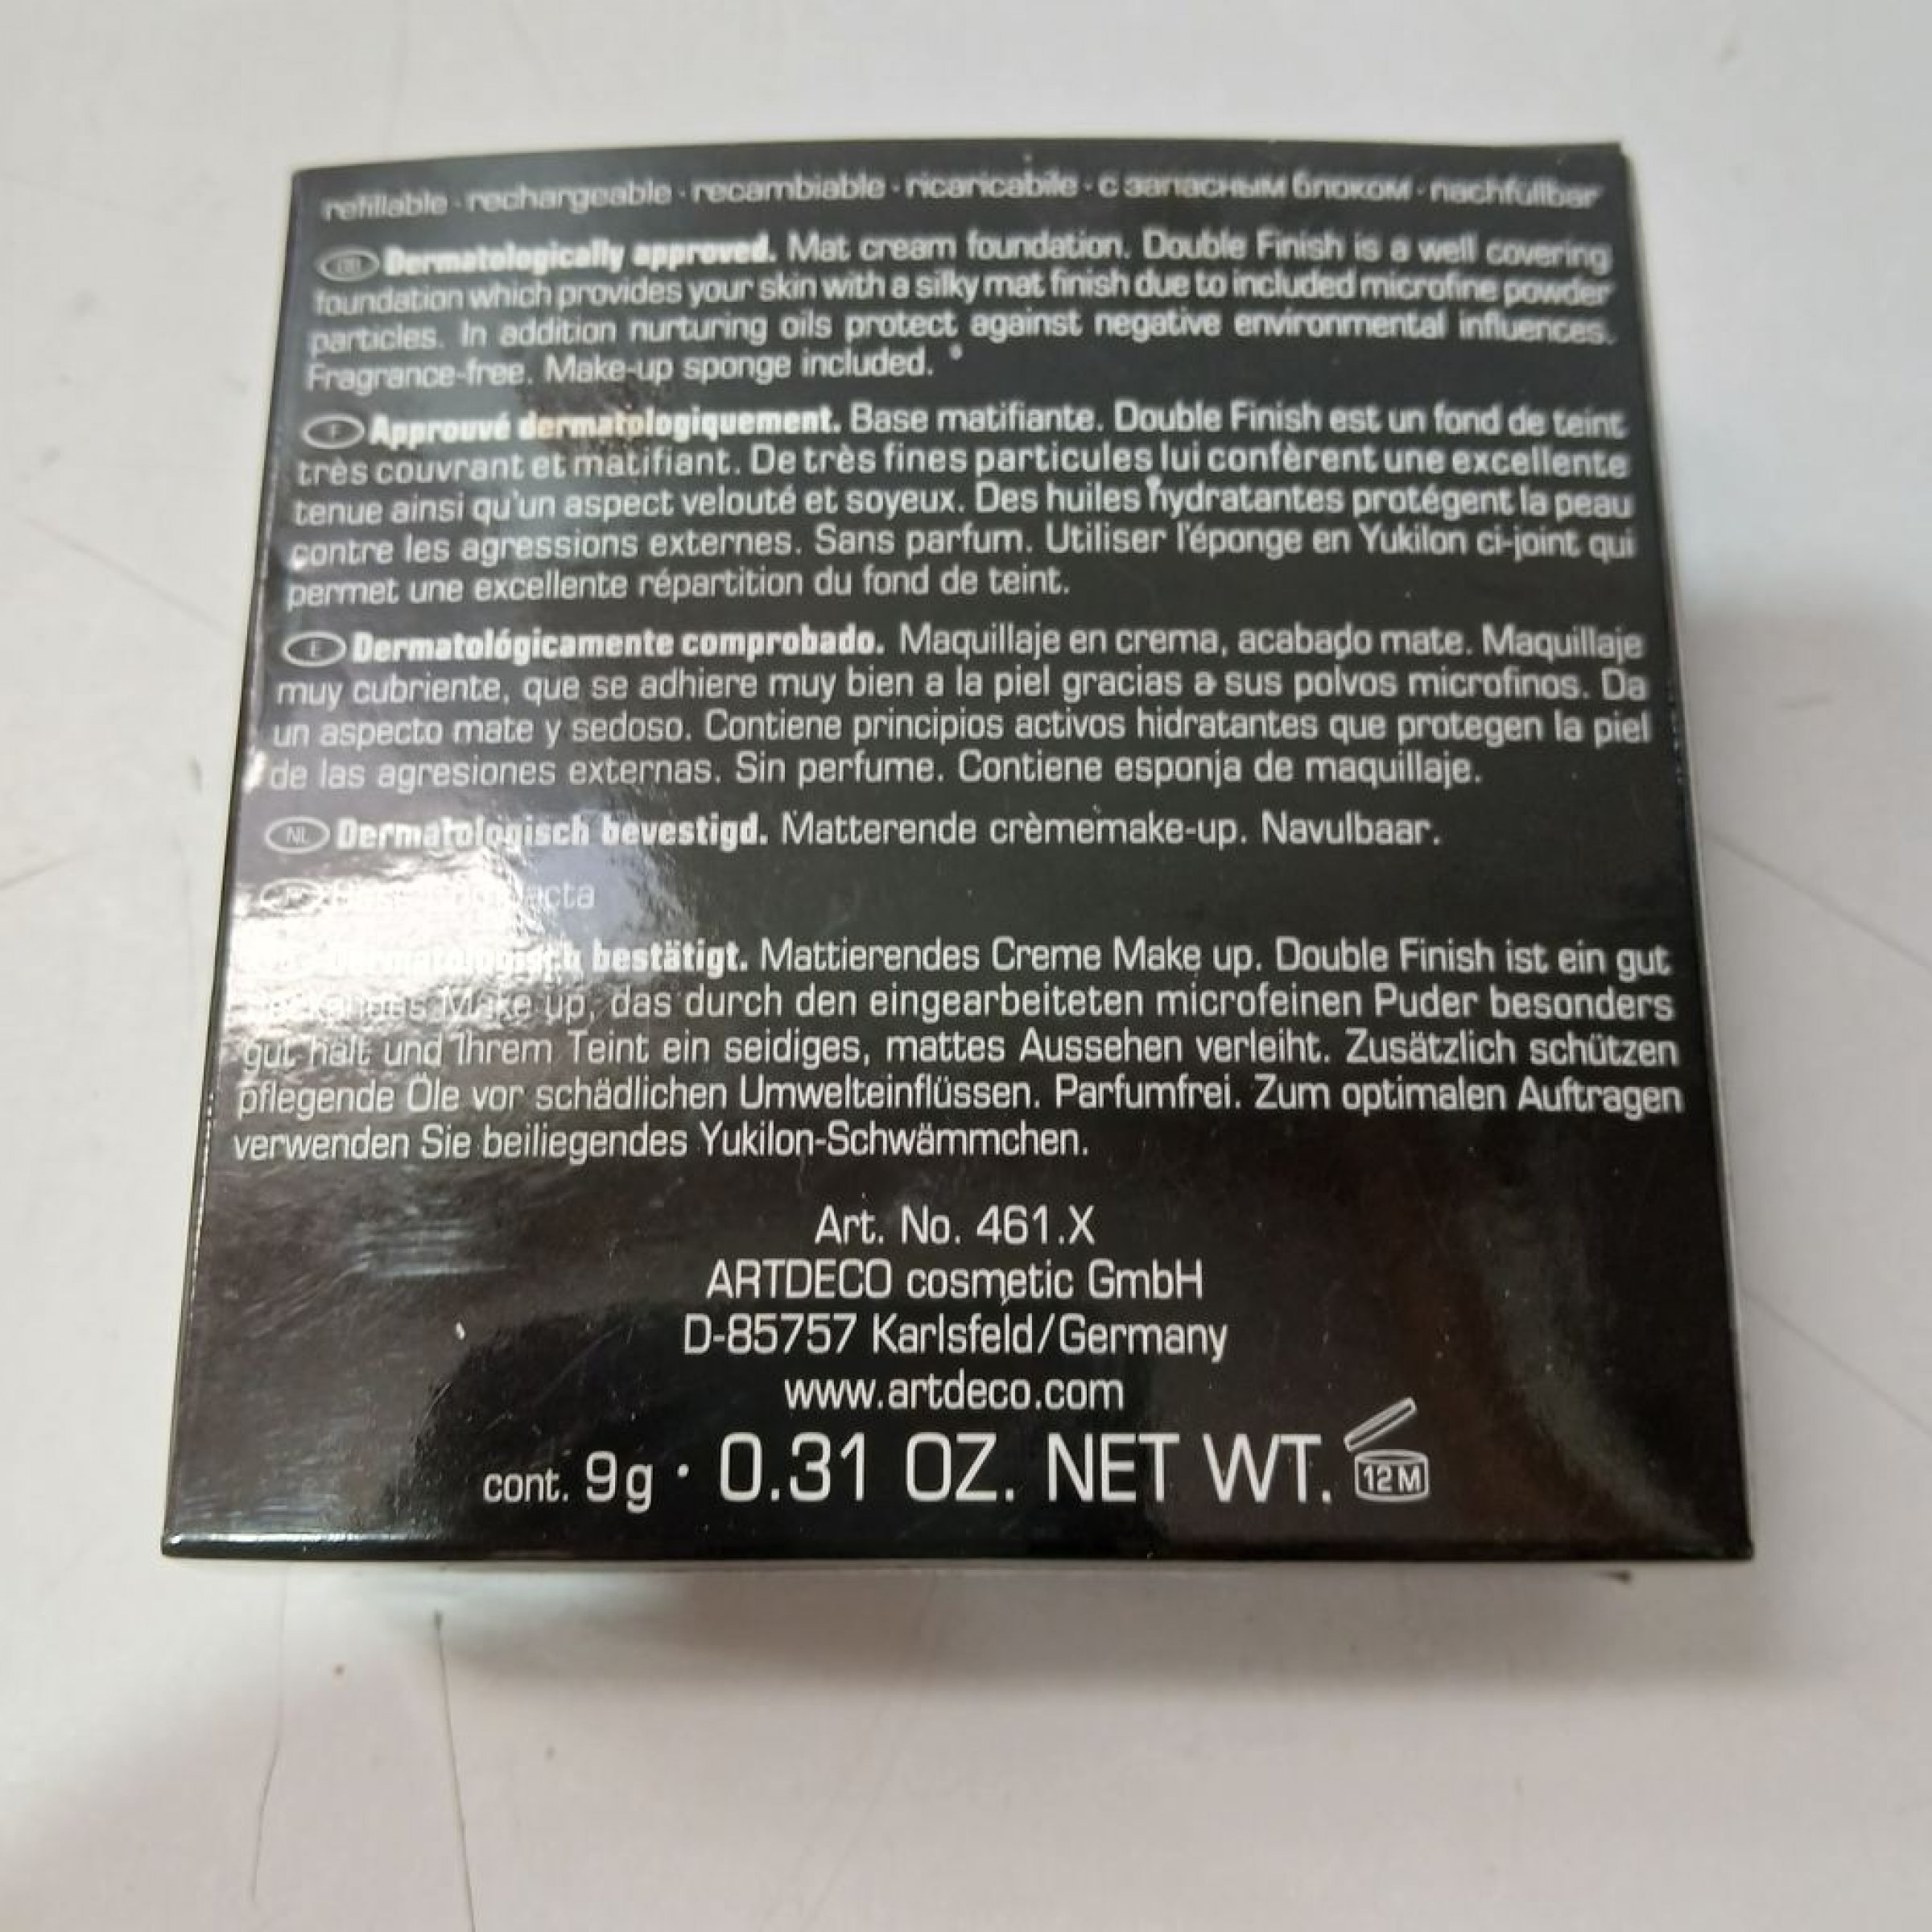 refillable · rechargeable · recambiable · ricaricabile · с запасным блоком · nachfüllbar
GB Dermatologically approved. Mat cream foundation. Double Finish is a well covering
foundation which provides your skin with a silky mat finish due to included microfine powder
particles. In addition nurturing oils protect against negative environmental influences.
Fragrance-free. Make-up sponge included.
F Approuvé dermatologiquement. Base matifiante. Double Finish est un fond de teint
très couvrant et matifiant. De très fines particules lui confèrent une excellente
tenue ainsi qu'un aspect velouté et soyeux. Des huiles hydratantes protégent la peau
contre les agressions externes. Sans parfum. Utiliser l'éponge en Yukilon ci-joint qui
permet une excellente répartition du fond de teint.
E Dermatológicamente comprobado. Maquillaje en crema, acabado mate. Maquillaje
muy cubriente, que se adhiere muy bien a la piel gracias a sus polvos microfinos. Da
un aspecto mate y sedoso. Contiene principios activos hidratantes que protegen la piel
de las agresiones externas. Sin perfume. Contiene esponja de maquillaje.
NL Dermatologisch bevestigd. Matterende crèmemake-up. Navulbaar.
Dermatologisch bestätigt. Mattierendes Creme Make up. Double Finish ist ein gut
Make up, das durch den eingearbeiteten microfeinen Puder besonders
gut hält und Ihrem Teint ein seidiges, mattes Aussehen verleiht. Zusätzlich schützen
pflegende Öle vor schädlichen Umwelteinflüssen. Parfumfrei. Zum optimalen Auftragen
verwenden Sie beiliegendes Yukilon-Schwämmchen.
Art. No. 461.X
ARTDECO cosmetic GmbH
D-85757 Karlsfeld/Germany
www.artdeco.com
cont. 9g · 0.31 OZ. NET WT. 12M